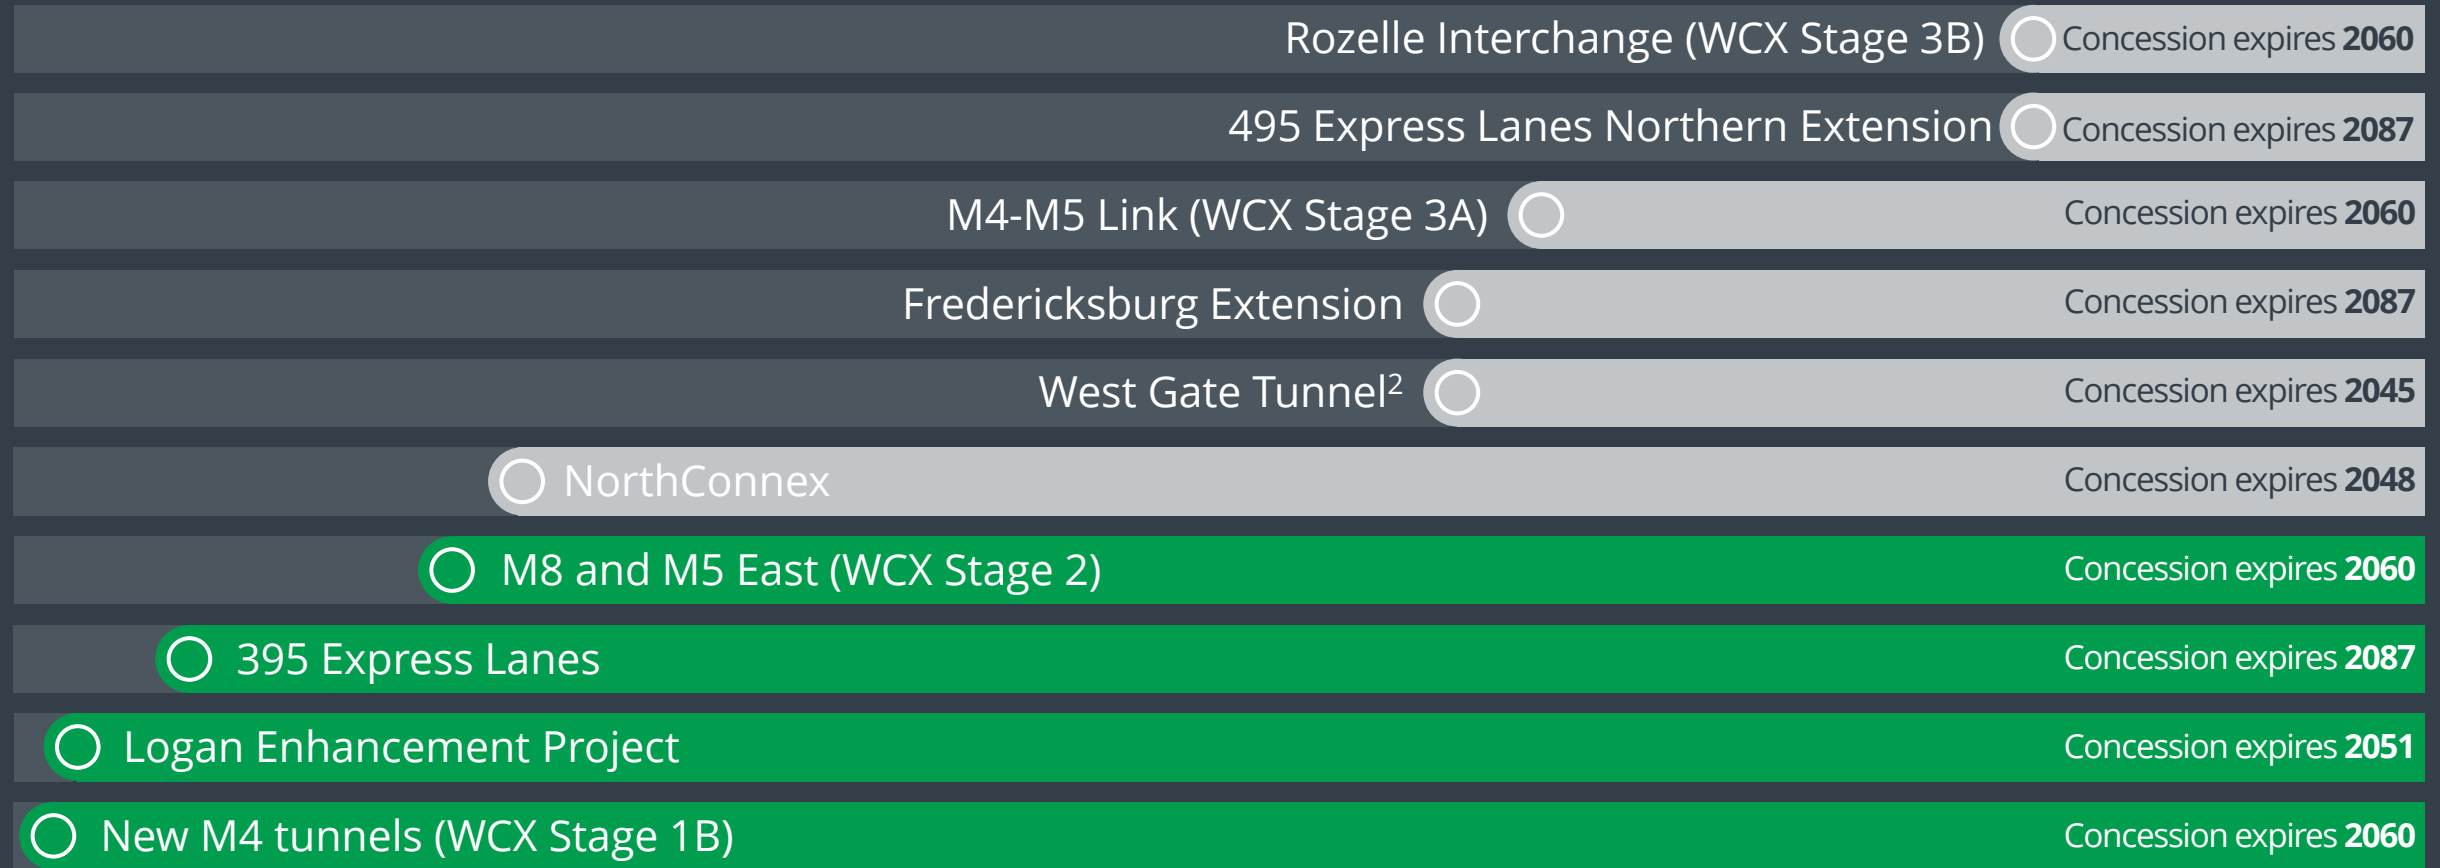 Rozelle Interchange (WCX Stage 3B) Concession expires 2060
495 Express Lanes Northern Extension Concession expires 2087
M4-M5 Link (WCX Stage 3A) Concession expires 2060
Fredericksburg Extension Concession expires 2087
West Gate Tunnel² Concession expires 2045
NorthConnex Concession expires 2048
M8 and M5 East (WCX Stage 2) Concession expires 2060
395 Express Lanes Concession expires 2087
Logan Enhancement Project Concession expires 2051
New M4 tunnels (WCX Stage 1B) Concession expires 2060